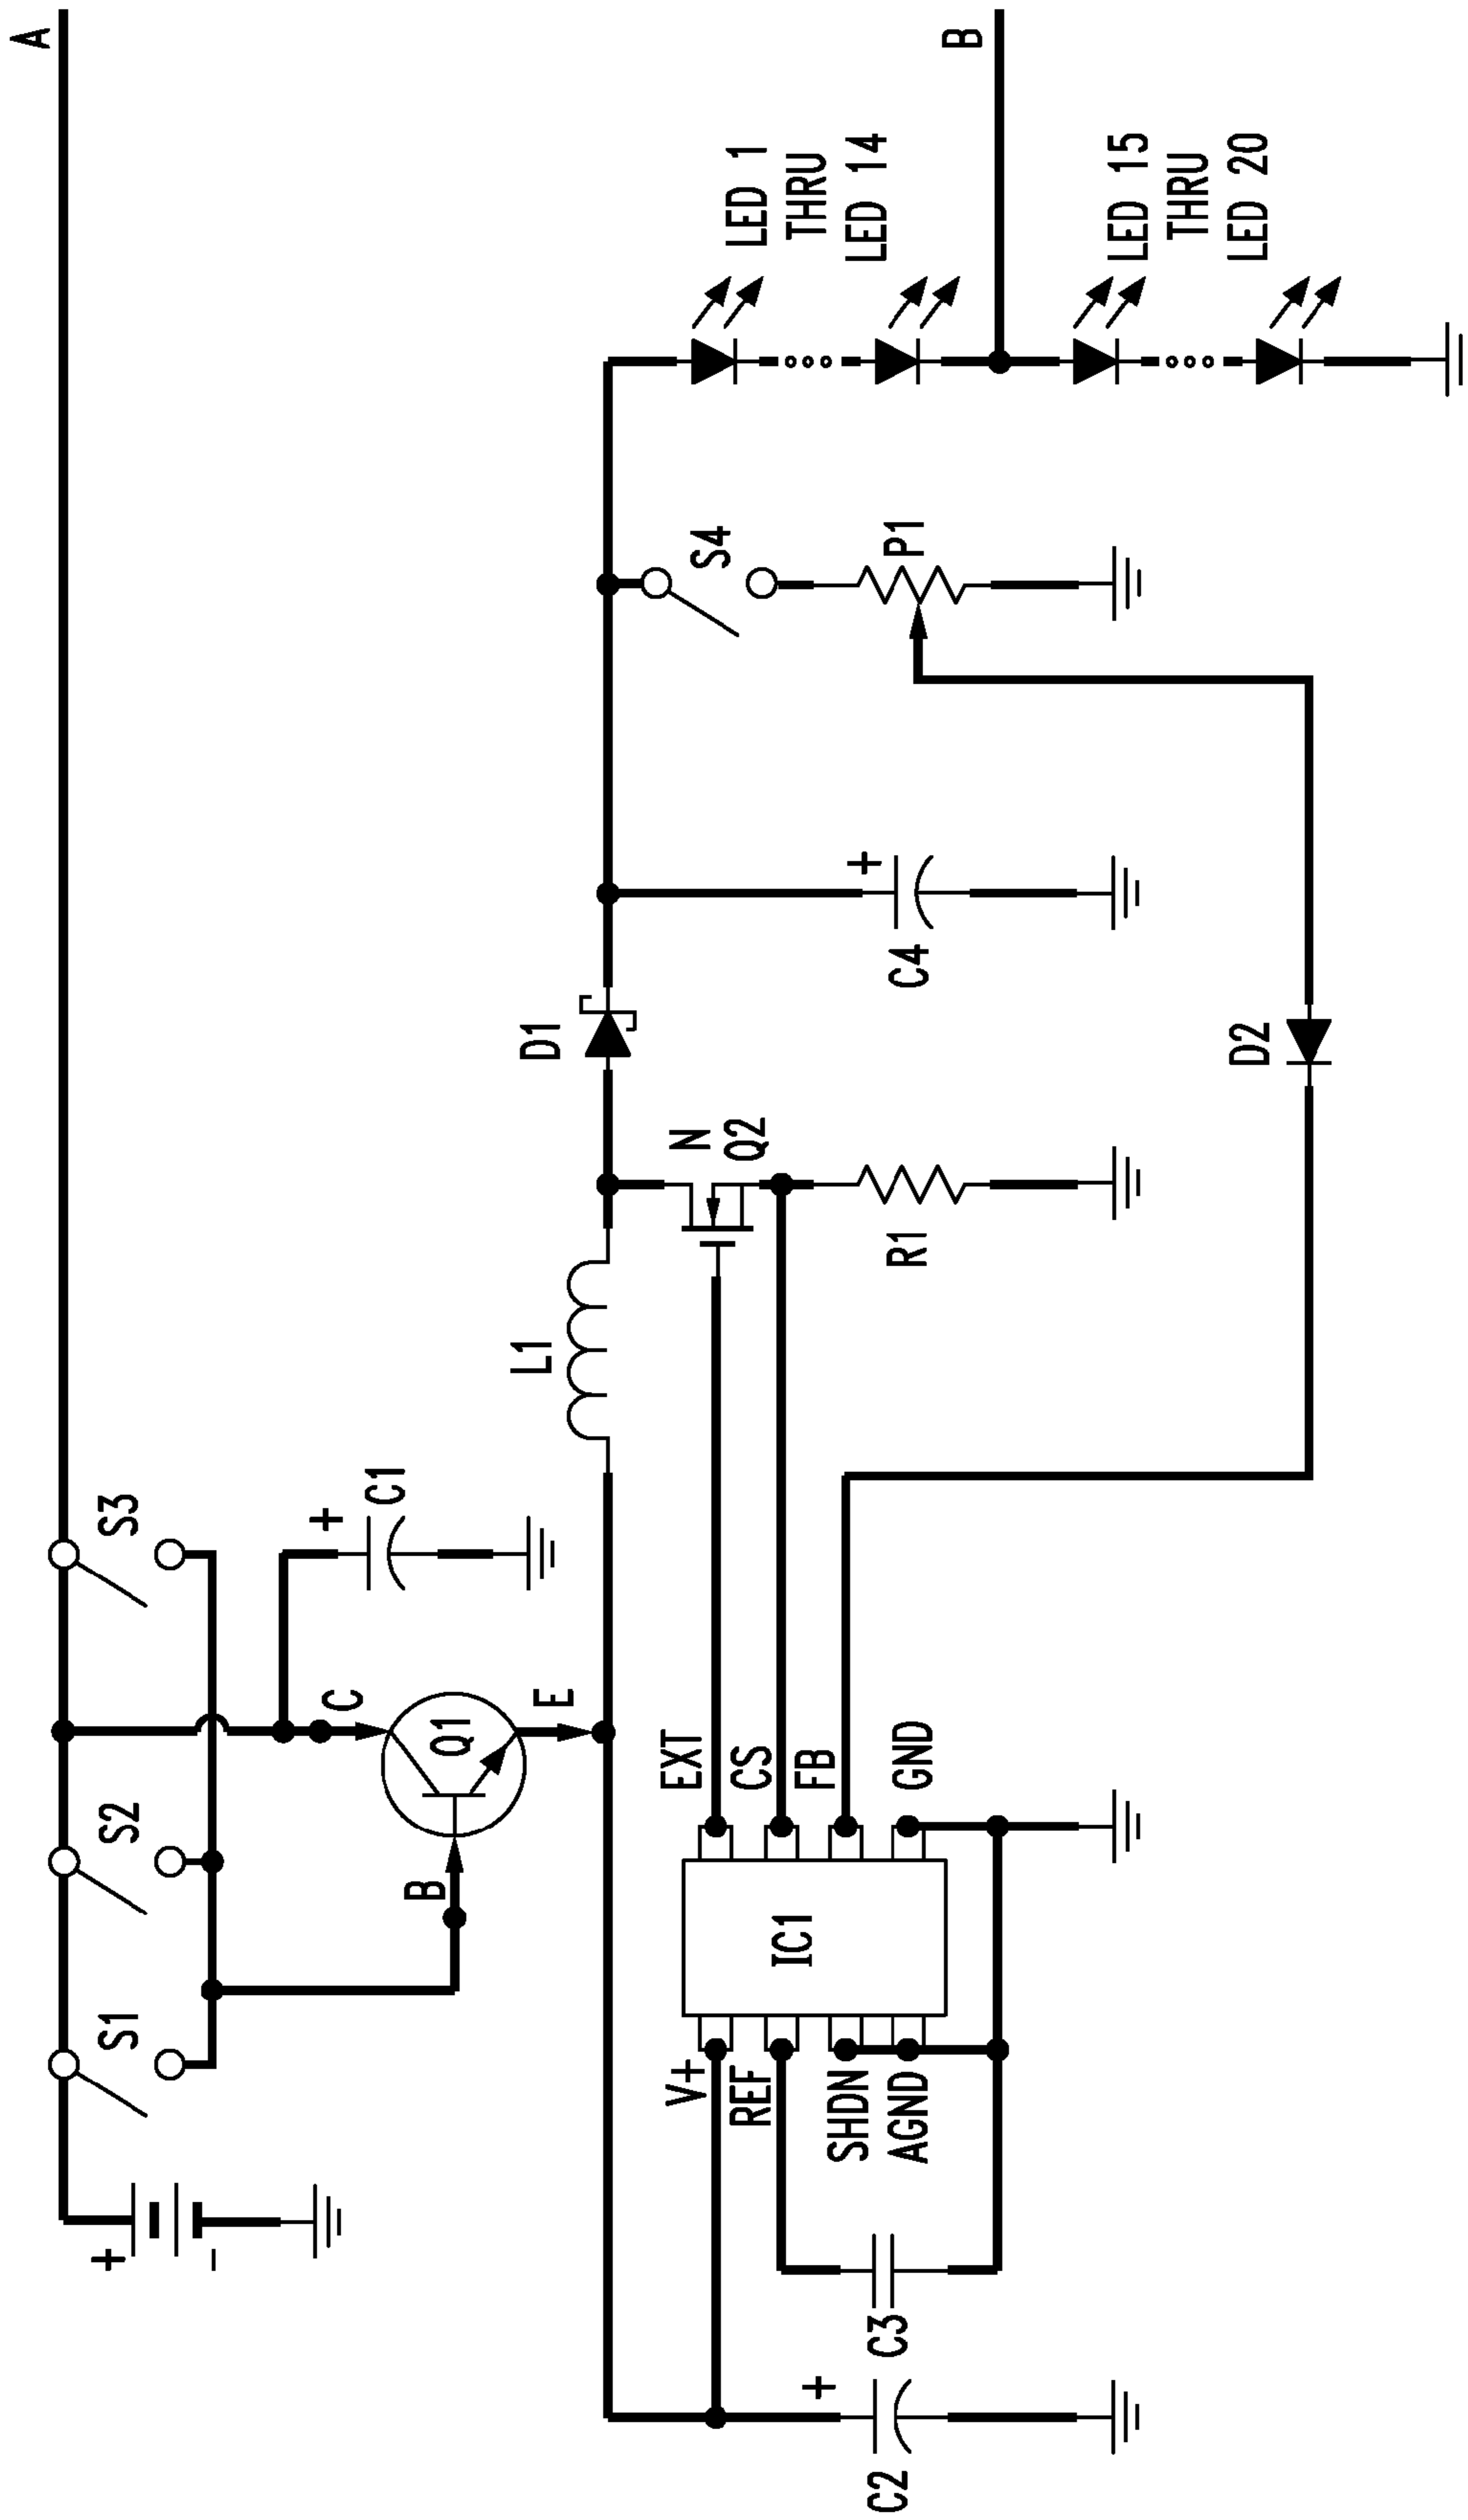 A
+
-
S1
S2
S3
C
+
C1
B
Q1
E
L1
D1
N
Q2
S4
LED 1
THRU
LED 14
B
LED 15
THRU
LED 20
V+
REF
SHDN
AGND
IC1
EXT
CS
FB
GND
R1
+
C4
P1
D2
C3
+
C2